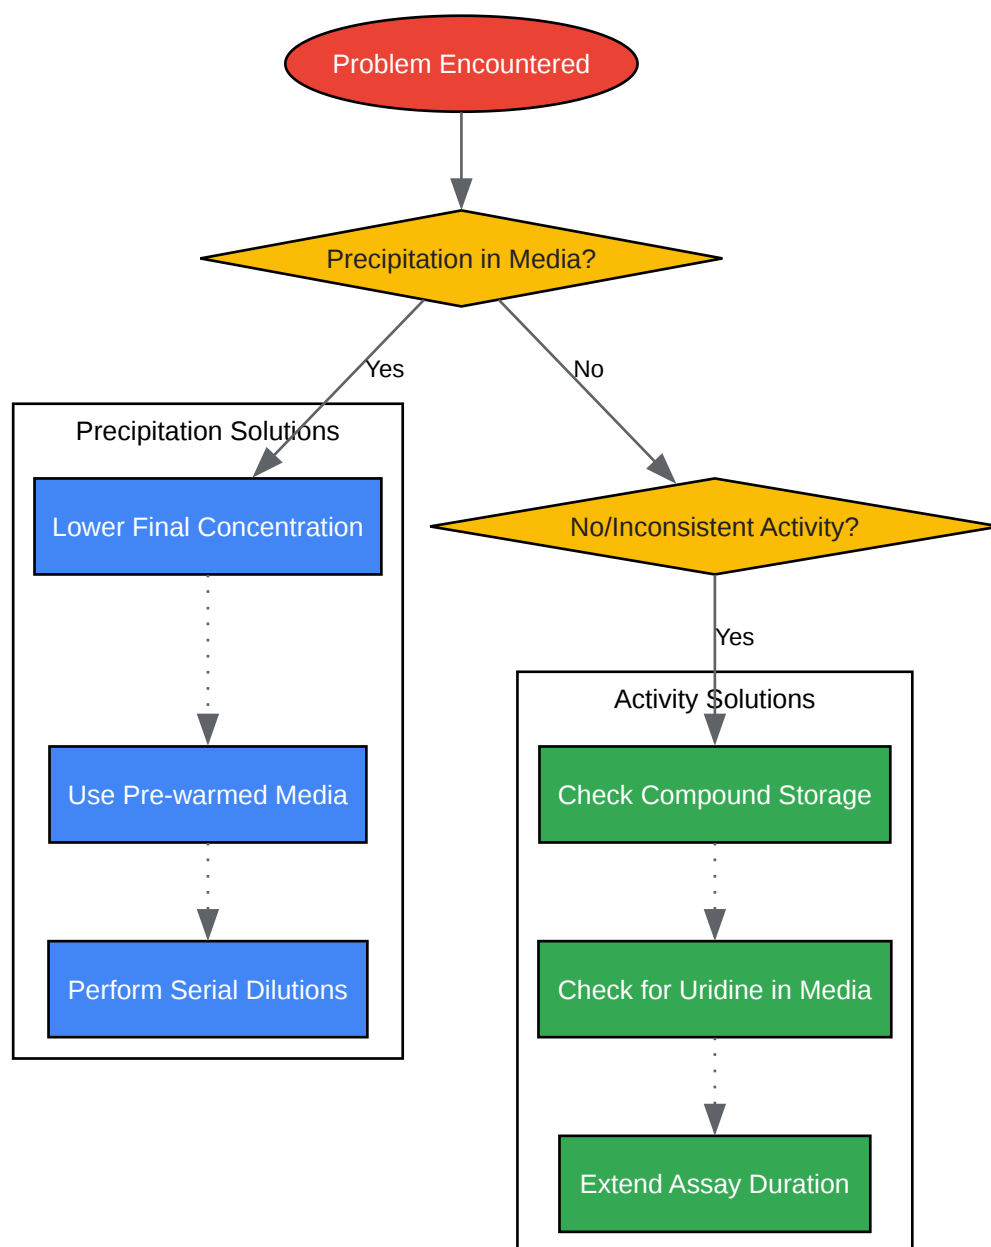 Problem Encountered
Precipitation in Media?
Yes
No
Precipitation Solutions
Lower Final Concentration
Use Pre-warmed Media
Perform Serial Dilutions
No/Inconsistent Activity?
Yes
Activity Solutions
Check Compound Storage
Check for Uridine in Media
Extend Assay Duration